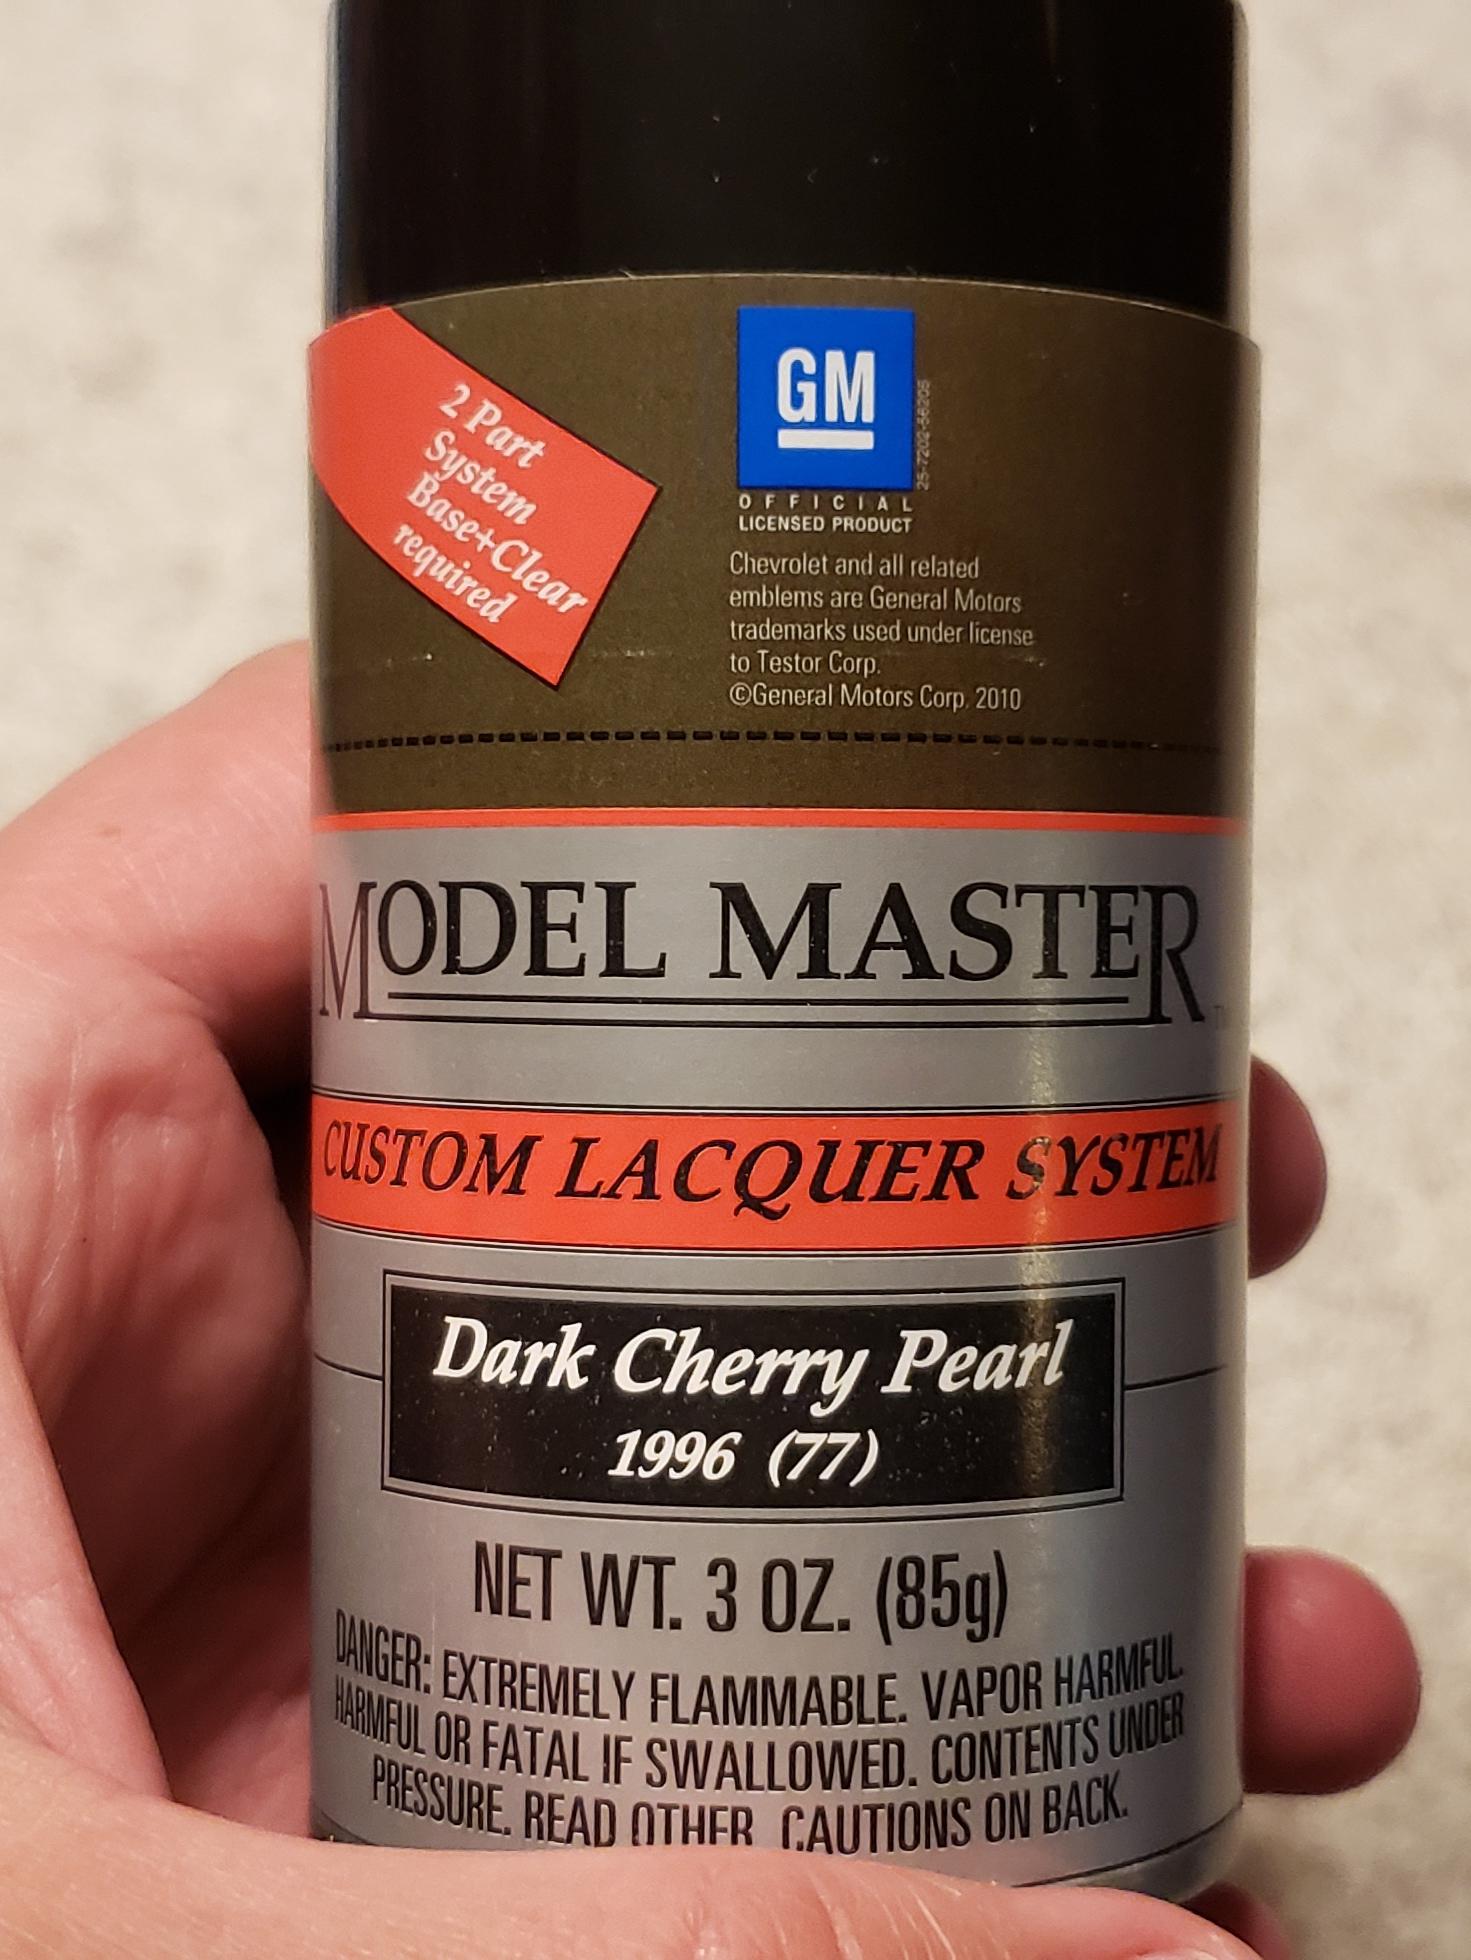 2 Part
System
Base+Clear
required
GM
OFFICIAL
LICENSED PRODUCT
25-7202-56205
Chevrolet and all related
emblems are General Motors
trademarks used under license
to Testor Corp.
©General Motors Corp. 2010
MODEL MASTER
CUSTOM LACQUER SYSTEM
Dark Cherry Pearl
1996 (77)
NET WT. 3 OZ. (85g)
DANGER: EXTREMELY FLAMMABLE. VAPOR HARMFUL.
HARMFUL OR FATAL IF SWALLOWED. CONTENTS UNDER
PRESSURE. READ OTHER CAUTIONS ON BACK.